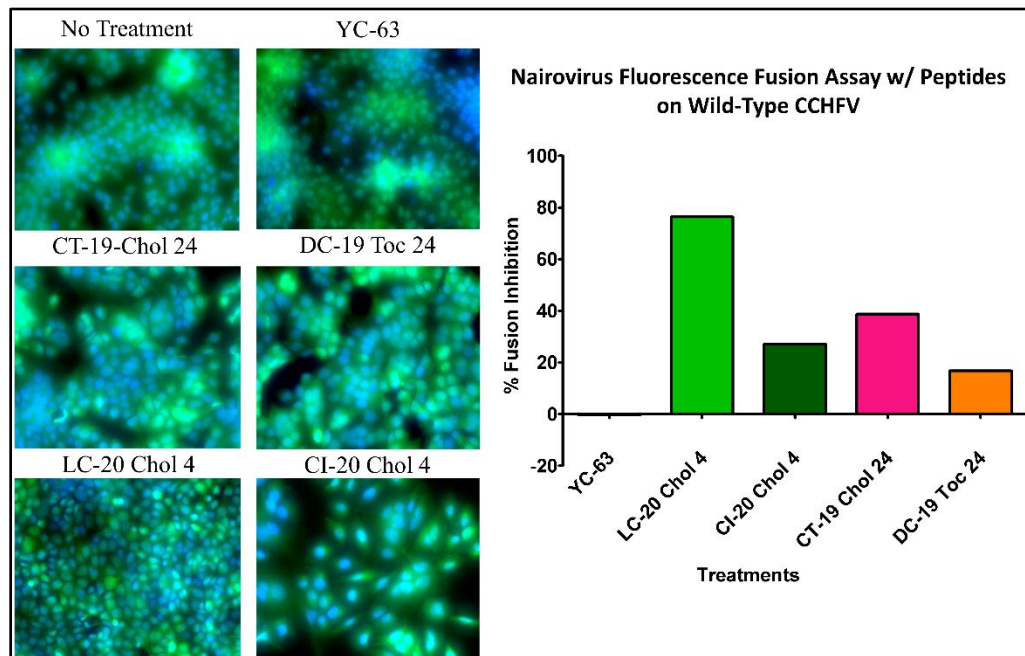 No Treatment
YC-63
CT-19-Chol 24
DC-19 Toc 24
LC-20 Chol 4
CI-20 Chol 4
Nairovirus Fluorescence Fusion Assay w/ Peptides
on Wild-Type CCHFV
% Fusion Inhibition
100
80
60
40
20
0
-20
YC-63
LC-20 Chol 4
CI-20 Chol 4
CT-19 Chol 24
DC-19 Toc 24
Treatments